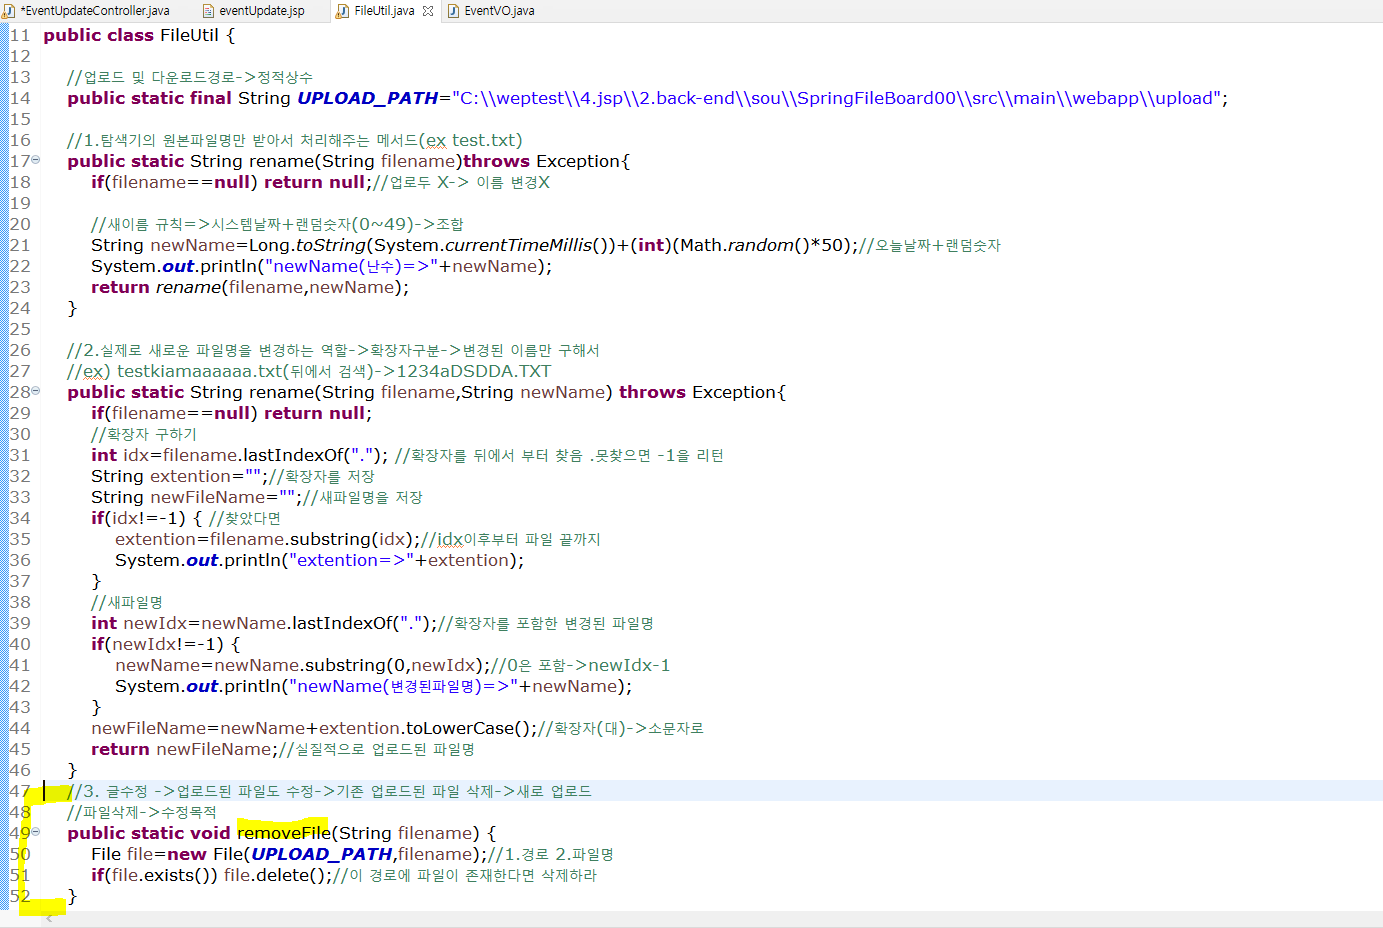 *EventUpdateController.java eventUpdate.jsp FileUtil.java EventVO.java
11 public class FileUtil {
12
13 //업로드 및 다운로드경로->정적상수
14 public static final String UPLOAD_PATH="C:\\weptest\\4.jsp\\2.back-end\\sou\\SpringFileBoard00\\src\\main\\webapp\\upload";
15
16 //1.탐색기의 원본파일명만 받아서 처리해주는 메서드(ex test.txt)
17 public static String rename(String filename)throws Exception{
18 if(filename==null) return null;//업로두 X-> 이름 변경X
19
20 //새이름 규칙=>시스템날짜+랜덤숫자(0~49)->조합
21 String newName=Long.toString(System.currentTimeMillis())+(int)(Math.random()*50);//오늘날짜+랜덤숫자
22 System.out.println("newName(난수)=>"+newName);
23 return rename(filename,newName);
24 }
25
26 //2.실제로 새로운 파일명을 변경하는 역할->확장자구분->변경된 이름만 구해서
27 //ex) testkiamaaaaaa.txt(뒤에서 검색)->1234aDSDDA.TXT
28 public static String rename(String filename,String newName) throws Exception{
29 if(filename==null) return null;
30 //확장자 구하기
31 int idx=filename.lastIndexOf("."); //확장자를 뒤에서 부터 찾음 .못찾으면 -1을 리턴
32 String extention="";//확장자를 저장
33 String newFileName="";//새파일명을 저장
34 if(idx!=-1) { //찾았다면
35 extention=filename.substring(idx);//idx이후부터 파일 끝까지
36 System.out.println("extention=>"+extention);
37 }
38 //새파일명
39 int newIdx=newName.lastIndexOf(".");//확장자를 포함한 변경된 파일명
40 if(newIdx!=-1) {
41 newName=newName.substring(0,newIdx);//0은 포함->newIdx-1
42 System.out.println("newName(변경된파일명)=>"+newName);
43 }
44 newFileName=newName+extention.toLowerCase();//확장자(대)->소문자로
45 return newFileName;//실질적으로 업로드된 파일명
46 }
47 //3. 글수정 ->업로드된 파일도 수정->기존 업로드된 파일 삭제->새로 업로드
48 //파일삭제->수정목적
49 public static void removeFile(String filename) {
50 File file=new File(UPLOAD_PATH,filename);//1.경로 2.파일명
51 if(file.exists()) file.delete();//이 경로에 파일이 존재한다면 삭제하라
52 }